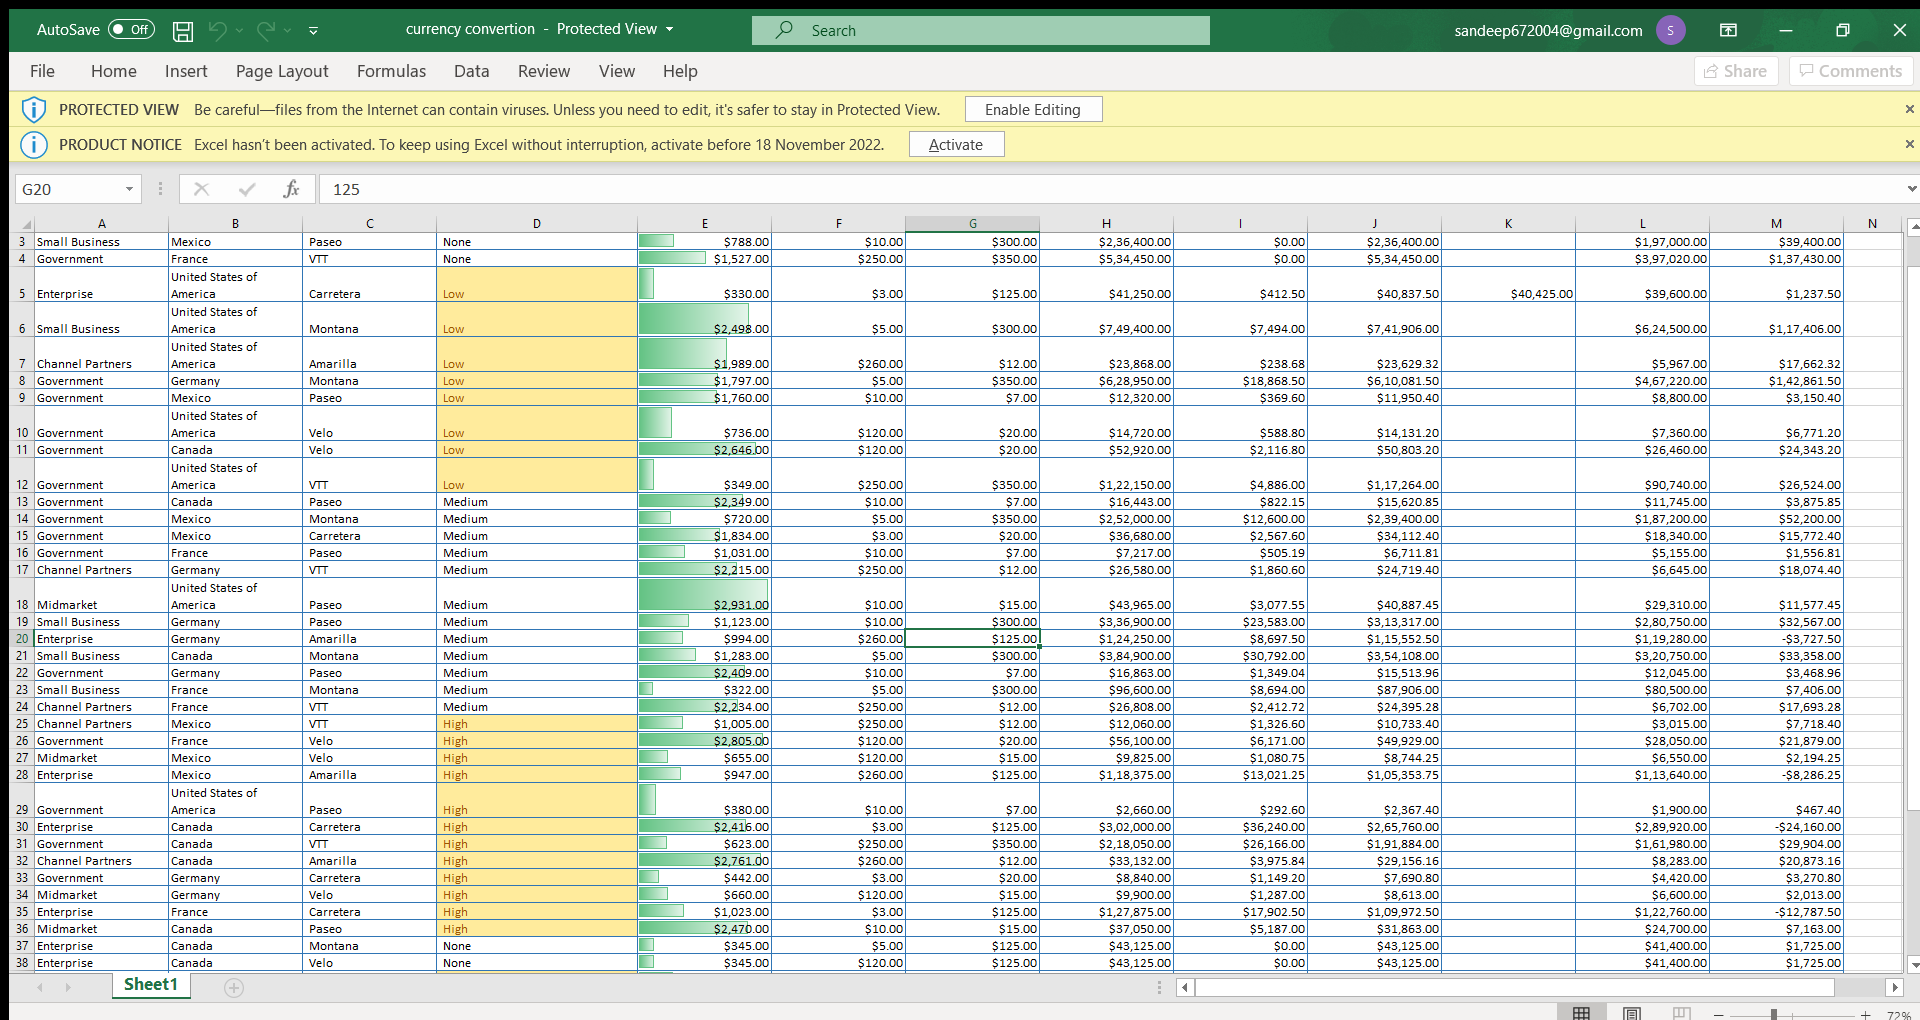 AutoSave Off currency convertion - Protected View Search sandeep672004@gmail.com S
File Home Insert Page Layout Formulas Data Review View Help Share Comments
PROTECTED VIEW Be careful—files from the Internet can contain viruses. Unless you need to edit, it's safer to stay in Protected View. Enable Editing
PRODUCT NOTICE Excel hasn't been activated. To keep using Excel without interruption, activate before 18 November 2022. Activate
G20 fx 125
A B C D E F G H I J K L M N
3 Small Business Mexico Paseo None $788.00 $10.00 $300.00 $2,36,400.00 $0.00 $2,36,400.00 $1,97,000.00 $39,400.00
4 Government France VTT None $1,527.00 $250.00 $350.00 $5,34,450.00 $0.00 $5,34,450.00 $3,97,020.00 $1,37,430.00
United States of
5 Enterprise America Carretera Low $330.00 $3.00 $125.00 $41,250.00 $412.50 $40,837.50 $40,425.00 $39,600.00 $1,237.50
United States of
6 Small Business America Montana Low $2,498.00 $5.00 $300.00 $7,49,400.00 $7,494.00 $7,41,906.00 $6,24,500.00 $1,17,406.00
United States of
7 Channel Partners America Amarilla Low $1,989.00 $260.00 $12.00 $23,868.00 $238.68 $23,629.32 $5,967.00 $17,662.32
8 Government Germany Montana Low $1,797.00 $5.00 $350.00 $6,28,950.00 $18,868.50 $6,10,081.50 $4,67,220.00 $1,42,861.50
9 Government Mexico Paseo Low $1,760.00 $10.00 $7.00 $12,320.00 $369.60 $11,950.40 $8,800.00 $3,150.40
United States of
10 Government America Velo Low $736.00 $120.00 $20.00 $14,720.00 $588.80 $14,131.20 $7,360.00 $6,771.20
11 Government Canada Velo Low $2,646.00 $120.00 $20.00 $52,920.00 $2,116.80 $50,803.20 $26,460.00 $24,343.20
United States of
12 Government America VTT Low $349.00 $250.00 $350.00 $1,22,150.00 $4,886.00 $1,17,264.00 $90,740.00 $26,524.00
13 Government Canada Paseo Medium $2,349.00 $10.00 $7.00 $16,443.00 $822.15 $15,620.85 $11,745.00 $3,875.85
14 Government Mexico Montana Medium $720.00 $5.00 $350.00 $2,52,000.00 $12,600.00 $2,39,400.00 $1,87,200.00 $52,200.00
15 Government Mexico Carretera Medium $1,834.00 $3.00 $20.00 $36,680.00 $2,567.60 $34,112.40 $18,340.00 $15,772.40
16 Government France Paseo Medium $1,031.00 $10.00 $7.00 $7,217.00 $505.19 $6,711.81 $5,155.00 $1,556.81
17 Channel Partners Germany VTT Medium $2,215.00 $250.00 $12.00 $26,580.00 $1,860.60 $24,719.40 $6,645.00 $18,074.40
United States of
18 Midmarket America Paseo Medium $2,931.00 $10.00 $15.00 $43,965.00 $3,077.55 $40,887.45 $29,310.00 $11,577.45
19 Small Business Germany Paseo Medium $1,123.00 $10.00 $300.00 $3,36,900.00 $23,583.00 $3,13,317.00 $2,80,750.00 $32,567.00
20 Enterprise Germany Amarilla Medium $994.00 $260.00 $125.00 $1,24,250.00 $8,697.50 $1,15,552.50 $1,19,280.00 -$3,727.50
21 Small Business Canada Montana Medium $1,283.00 $5.00 $300.00 $3,84,900.00 $30,792.00 $3,54,108.00 $3,20,750.00 $33,358.00
22 Government Germany Paseo Medium $2,409.00 $10.00 $7.00 $16,863.00 $1,349.04 $15,513.96 $12,045.00 $3,468.96
23 Small Business France Montana Medium $322.00 $5.00 $300.00 $96,600.00 $8,694.00 $87,906.00 $80,500.00 $7,406.00
24 Channel Partners France VTT Medium $2,234.00 $250.00 $12.00 $26,808.00 $2,412.72 $24,395.28 $6,702.00 $17,693.28
25 Channel Partners Mexico VTT High $1,005.00 $250.00 $12.00 $12,060.00 $1,326.60 $10,733.40 $3,015.00 $7,718.40
26 Government France Velo High $2,805.00 $120.00 $20.00 $56,100.00 $6,171.00 $49,929.00 $28,050.00 $21,879.00
27 Midmarket Mexico Velo High $655.00 $120.00 $15.00 $9,825.00 $1,080.75 $8,744.25 $6,550.00 $2,194.25
28 Enterprise Mexico Amarilla High $947.00 $260.00 $125.00 $1,18,375.00 $13,021.25 $1,05,353.75 $1,13,640.00 -$8,286.25
United States of
29 Government America Paseo High $380.00 $10.00 $7.00 $2,660.00 $292.60 $2,367.40 $1,900.00 $467.40
30 Enterprise Canada Carretera High $2,416.00 $3.00 $125.00 $3,02,000.00 $36,240.00 $2,65,760.00 $2,89,920.00 -$24,160.00
31 Government Canada VTT High $623.00 $250.00 $350.00 $2,18,050.00 $26,166.00 $1,91,884.00 $1,61,980.00 $29,904.00
32 Channel Partners Canada Amarilla High $2,761.00 $260.00 $12.00 $33,132.00 $3,975.84 $29,156.16 $8,283.00 $20,873.16
33 Government Germany Carretera High $442.00 $3.00 $20.00 $8,840.00 $1,149.20 $7,690.80 $4,420.00 $3,270.80
34 Midmarket Germany Velo High $660.00 $120.00 $15.00 $9,900.00 $1,287.00 $8,613.00 $6,600.00 $2,013.00
35 Enterprise France Carretera High $1,023.00 $3.00 $125.00 $1,27,875.00 $17,902.50 $1,09,972.50 $1,22,760.00 -$12,787.50
36 Midmarket Canada Paseo High $2,470.00 $10.00 $15.00 $37,050.00 $5,187.00 $31,863.00 $24,700.00 $7,163.00
37 Enterprise Canada Montana None $345.00 $5.00 $125.00 $43,125.00 $0.00 $43,125.00 $41,400.00 $1,725.00
38 Enterprise Canada Velo None $345.00 $120.00 $125.00 $43,125.00 $0.00 $43,125.00 $41,400.00 $1,725.00
Sheet1
72%